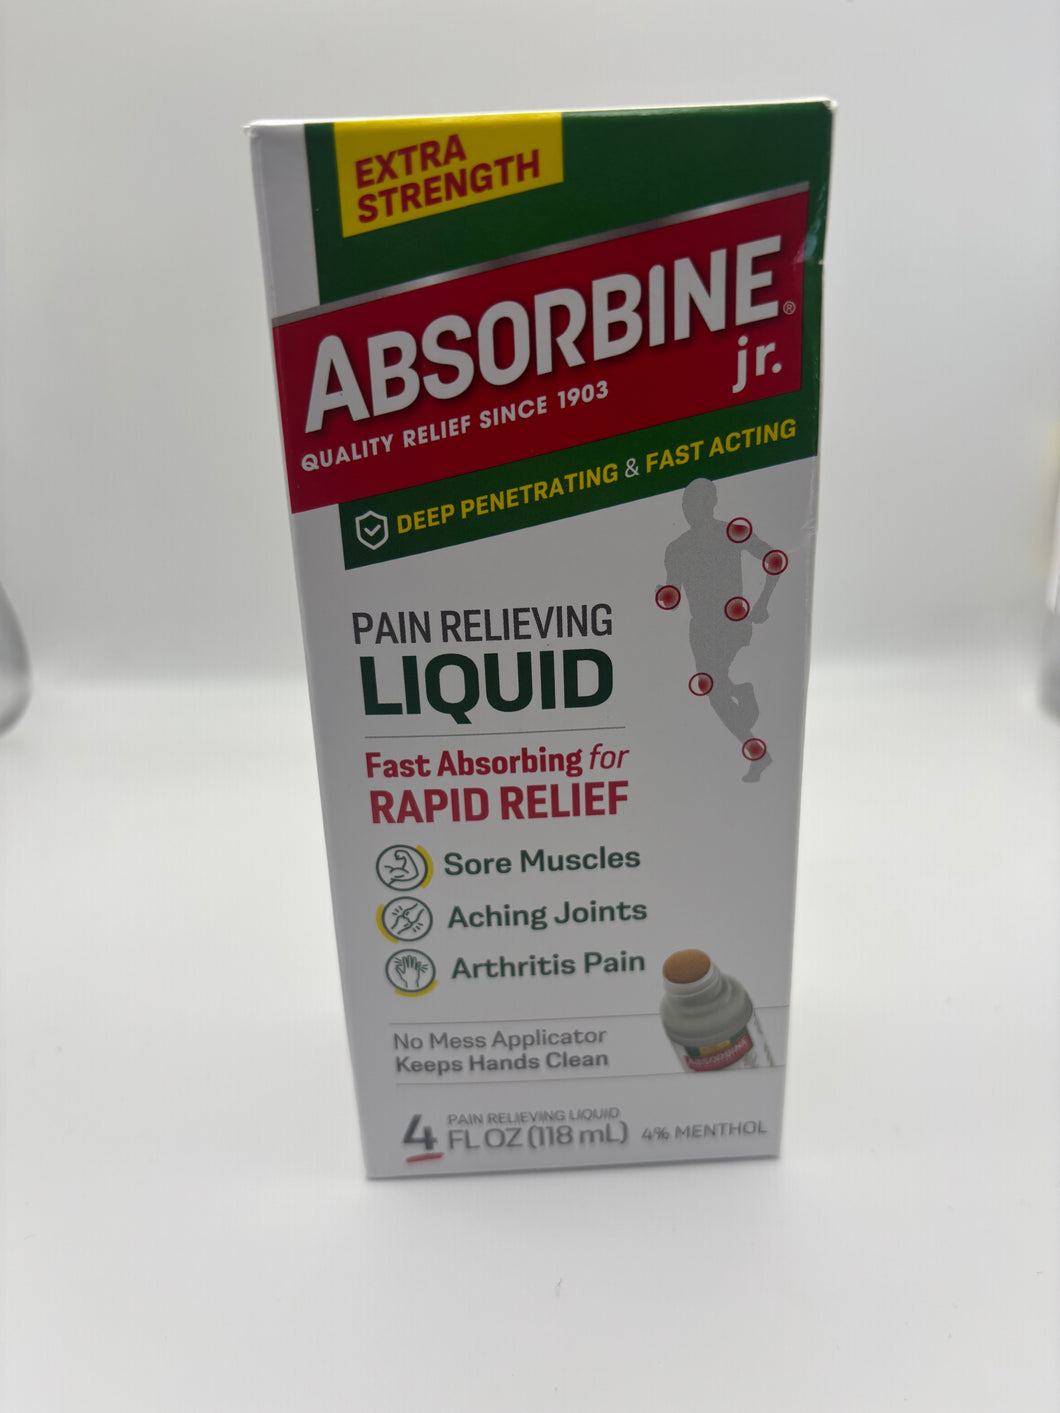 EXTRA
STRENGTH
ABSORBINE®
jr.
QUALITY RELIEF SINCE 1903
DEEP PENETRATING & FAST ACTING
PAIN RELIEVING
LIQUID
Fast Absorbing for
RAPID RELIEF
Sore Muscles
Aching Joints
Arthritis Pain
No Mess Applicator
Keeps Hands Clean
ABSORBINE
PAIN RELIEVING LIQUID
4 FL OZ (118 mL) 4% MENTHOL